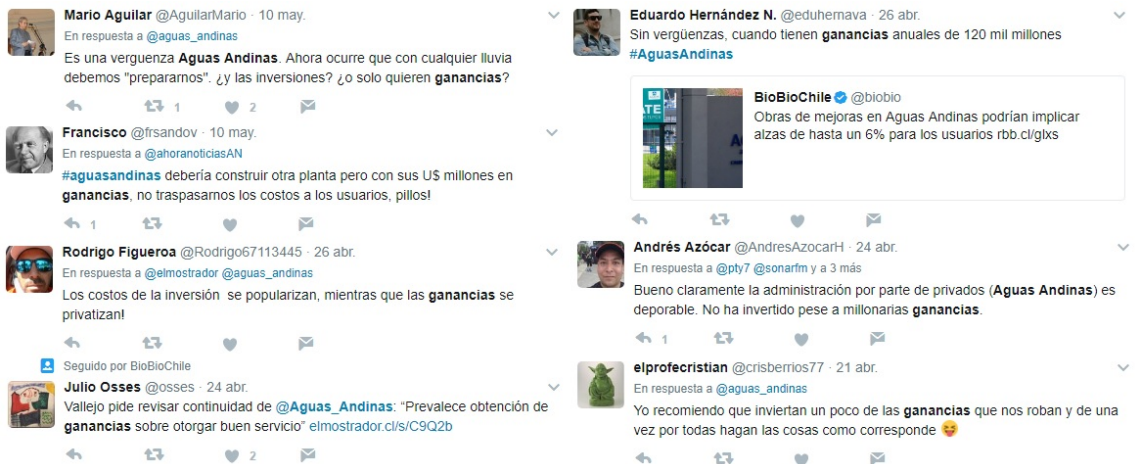 Mario Aguilar @AguilarMario · 10 may.
En respuesta a @aguas_andinas
Es una verguenza Aguas Andinas. Ahora ocurre que con cualquier lluvia
debemos "prepararnos". ¿y las inversiones? ¿o solo quieren ganancias?
1 2
Francisco @frsandov · 10 may.
En respuesta a @ahoranoticiasAN
#aguasandinas debería construir otra planta pero con sus U$ millones en
ganancias, no traspasarnos los costos a los usuarios, pillos!
1
Rodrigo Figueroa @Rodrigo67113445 · 26 abr.
En respuesta a @elmostrador @aguas_andinas
Los costos de la inversión se popularizan, mientras que las ganancias se
privatizan!
Seguido por BioBioChile
Julio Osses @osses · 24 abr.
Vallejo pide revisar continuidad de @Aguas_Andinas: “Prevalece obtención de
ganancias sobre otorgar buen servicio” elmostrador.cl/s/C9Q2b
2
Eduardo Hernández N. @eduhernava · 26 abr.
Sin vergüenzas, cuando tienen ganancias anuales de 120 mil millones
#AguasAndinas
ATE
BioBioChile @biobio
Obras de mejoras en Aguas Andinas podrían implicar
alzas de hasta un 6% para los usuarios rbb.cl/glxs
Andrés Azócar @AndresAzocarH · 24 abr.
En respuesta a @pty7 @sonarfm y a 3 más
Bueno claramente la administración por parte de privados (Aguas Andinas) es
deporable. No ha invertido pese a millonarias ganancias.
1
elprofecristian @crisberrios77 · 21 abr.
En respuesta a @aguas_andinas
Yo recomiendo que inviertan un poco de las ganancias que nos roban y de una
vez por todas hagan las cosas como corresponde 😝